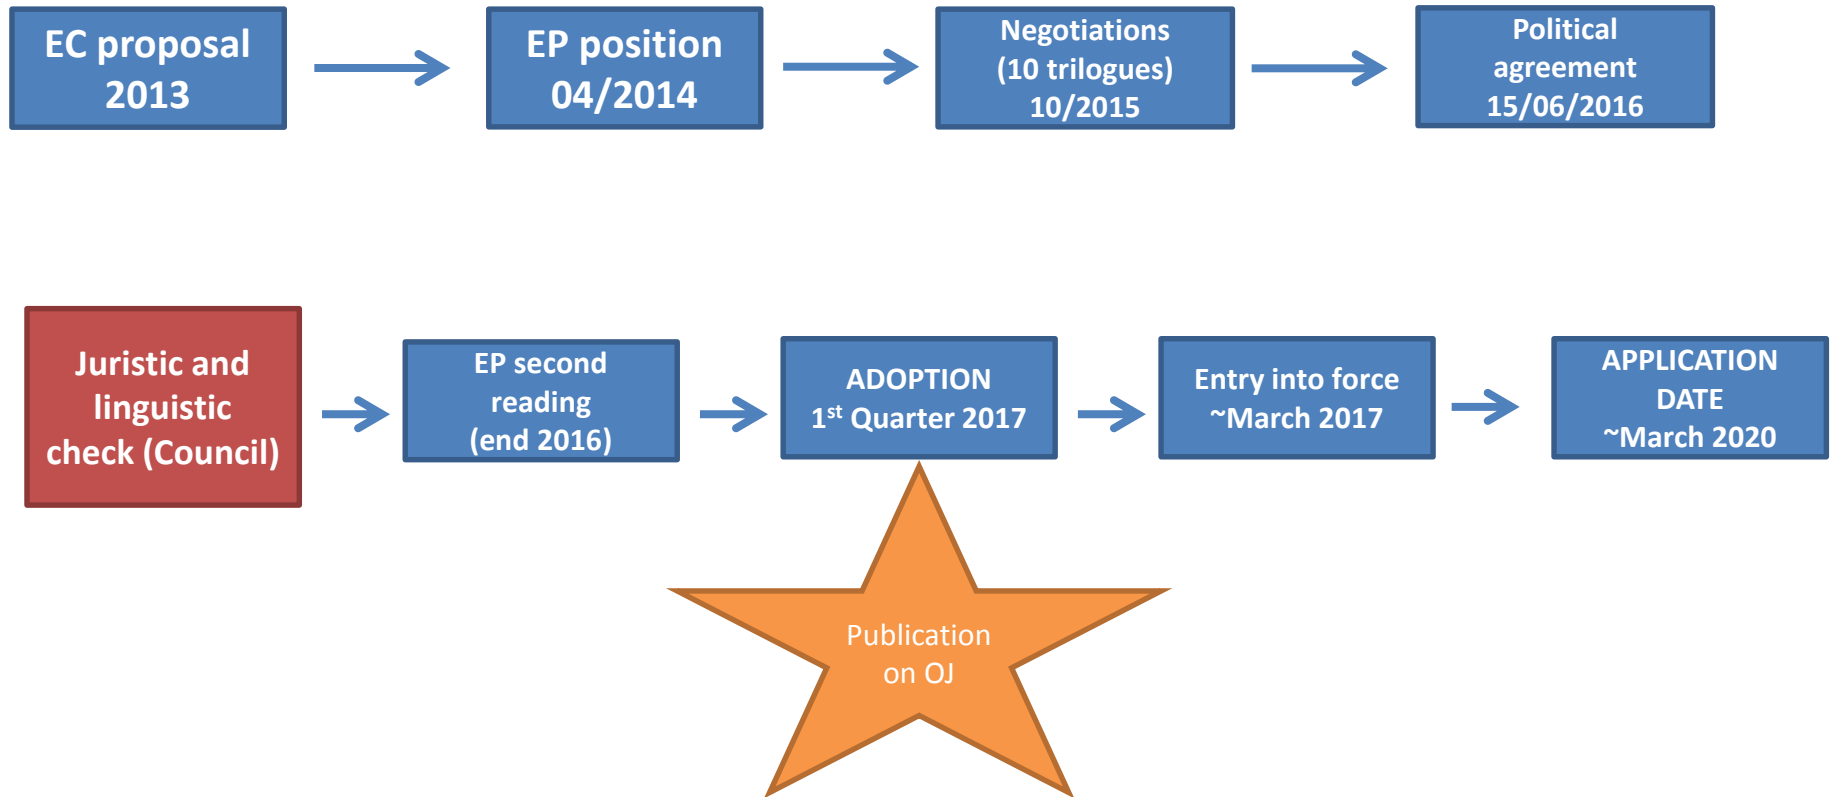 EC proposal
2013
EP position
04/2014
Negotiations
(10 trilogues)
10/2015
Political
agreement
15/06/2016
Juristic and
linguistic
check (Council)
EP second
reading
(end 2016)
ADOPTION
1st Quarter 2017
Entry into force
~March 2017
APPLICATION
DATE
~March 2020
Publication
on OJ